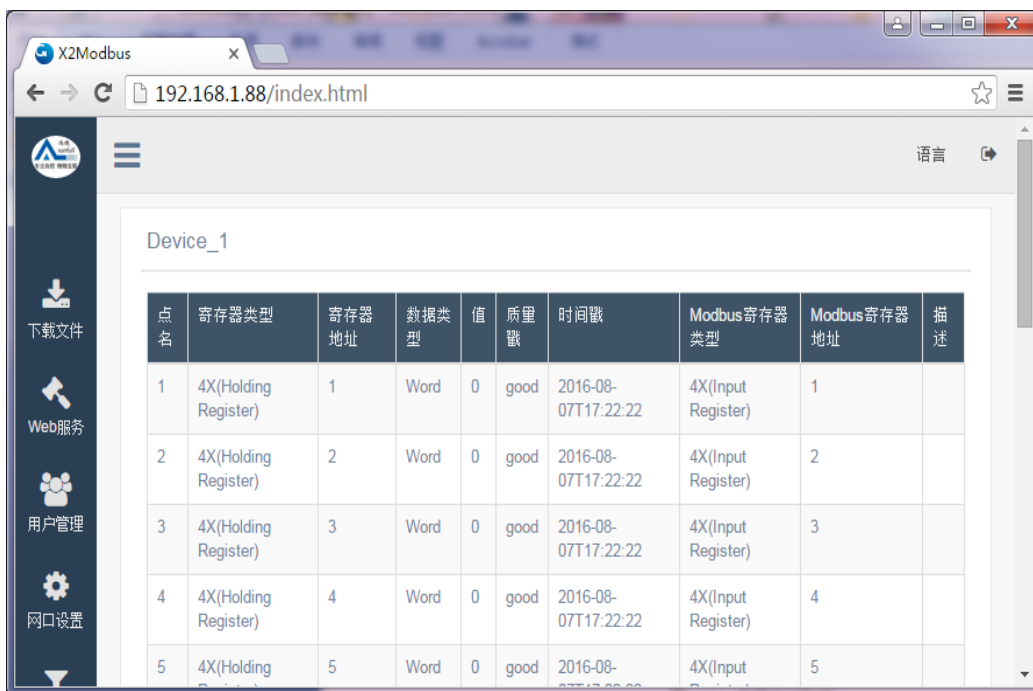 X2Modbus
192.168.1.88/index.html
sunfull
语言
Device_1
下载文件
Web服务
用户管理
网口设置
点名 寄存器类型 寄存器地址 数据类型 值 质量戳 时间戳 Modbus寄存器类型 Modbus寄存器地址 描述
1 4X(Holding Register) 1 Word 0 good 2016-08-07T17:22:22 4X(Input Register) 1
2 4X(Holding Register) 2 Word 0 good 2016-08-07T17:22:22 4X(Input Register) 2
3 4X(Holding Register) 3 Word 0 good 2016-08-07T17:22:22 4X(Input Register) 3
4 4X(Holding Register) 4 Word 0 good 2016-08-07T17:22:22 4X(Input Register) 4
5 4X(Holding 5 Word 0 good 2016-08- 4X(Input 5